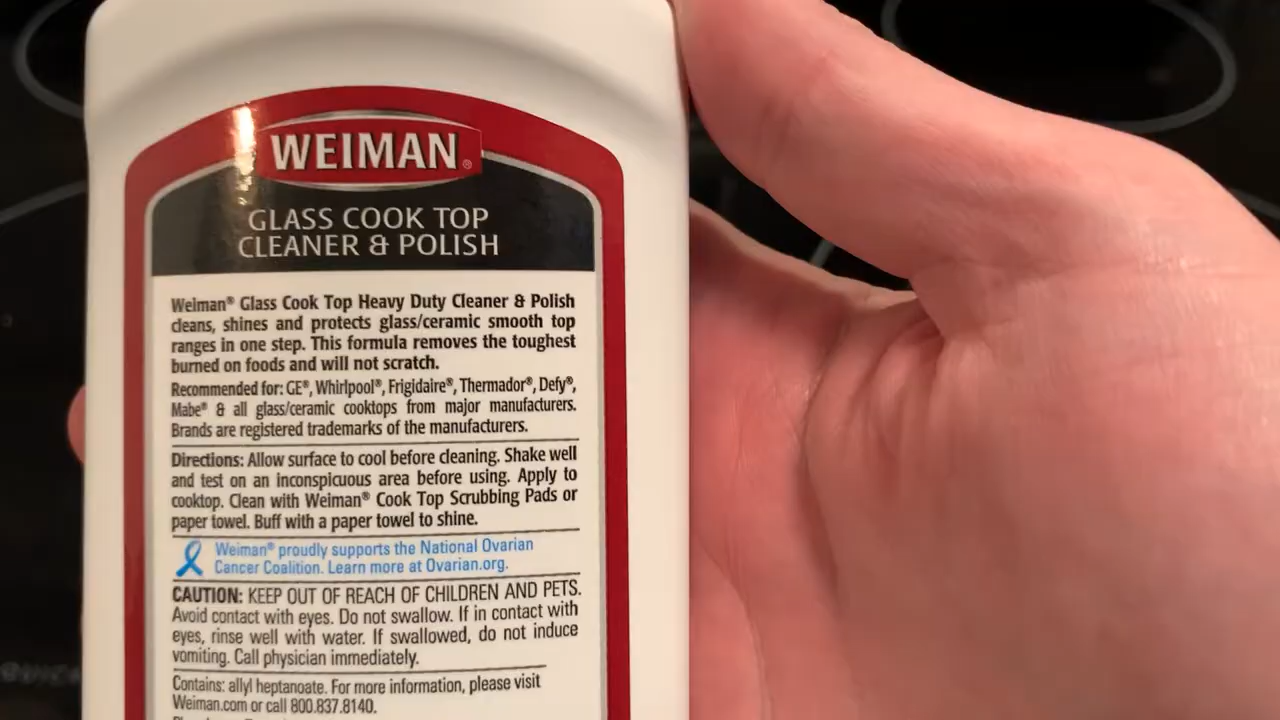 WEIMAN®
GLASS COOK TOP
CLEANER & POLISH
Weiman® Glass Cook Top Heavy Duty Cleaner & Polish
cleans, shines and protects glass/ceramic smooth top
ranges in one step. This formula removes the toughest
burned on foods and will not scratch.
Recommended for: GE®, Whirlpool®, Frigidaire®, Thermador®, Defy®,
Mabe® & all glass/ceramic cooktops from major manufacturers.
Brands are registered trademarks of the manufacturers.
Directions: Allow surface to cool before cleaning. Shake well
and test on an inconspicuous area before using. Apply to
cooktop. Clean with Weiman® Cook Top Scrubbing Pads or
paper towel. Buff with a paper towel to shine.
Weiman® proudly supports the National Ovarian
Cancer Coalition. Learn more at Ovarian.org.
CAUTION: KEEP OUT OF REACH OF CHILDREN AND PETS.
Avoid contact with eyes. Do not swallow. If in contact with
eyes, rinse well with water. If swallowed, do not induce
vomiting. Call physician immediately.
Contains: allyl heptanoate. For more information, please visit
Weiman.com or call 800.837.8140.